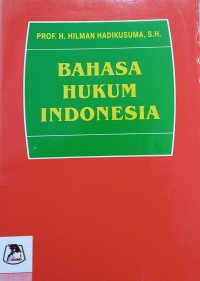 PROF. H. HILMAN HADIKUSUMA, S.H.
BAHASA
HUKUM
INDONESIA